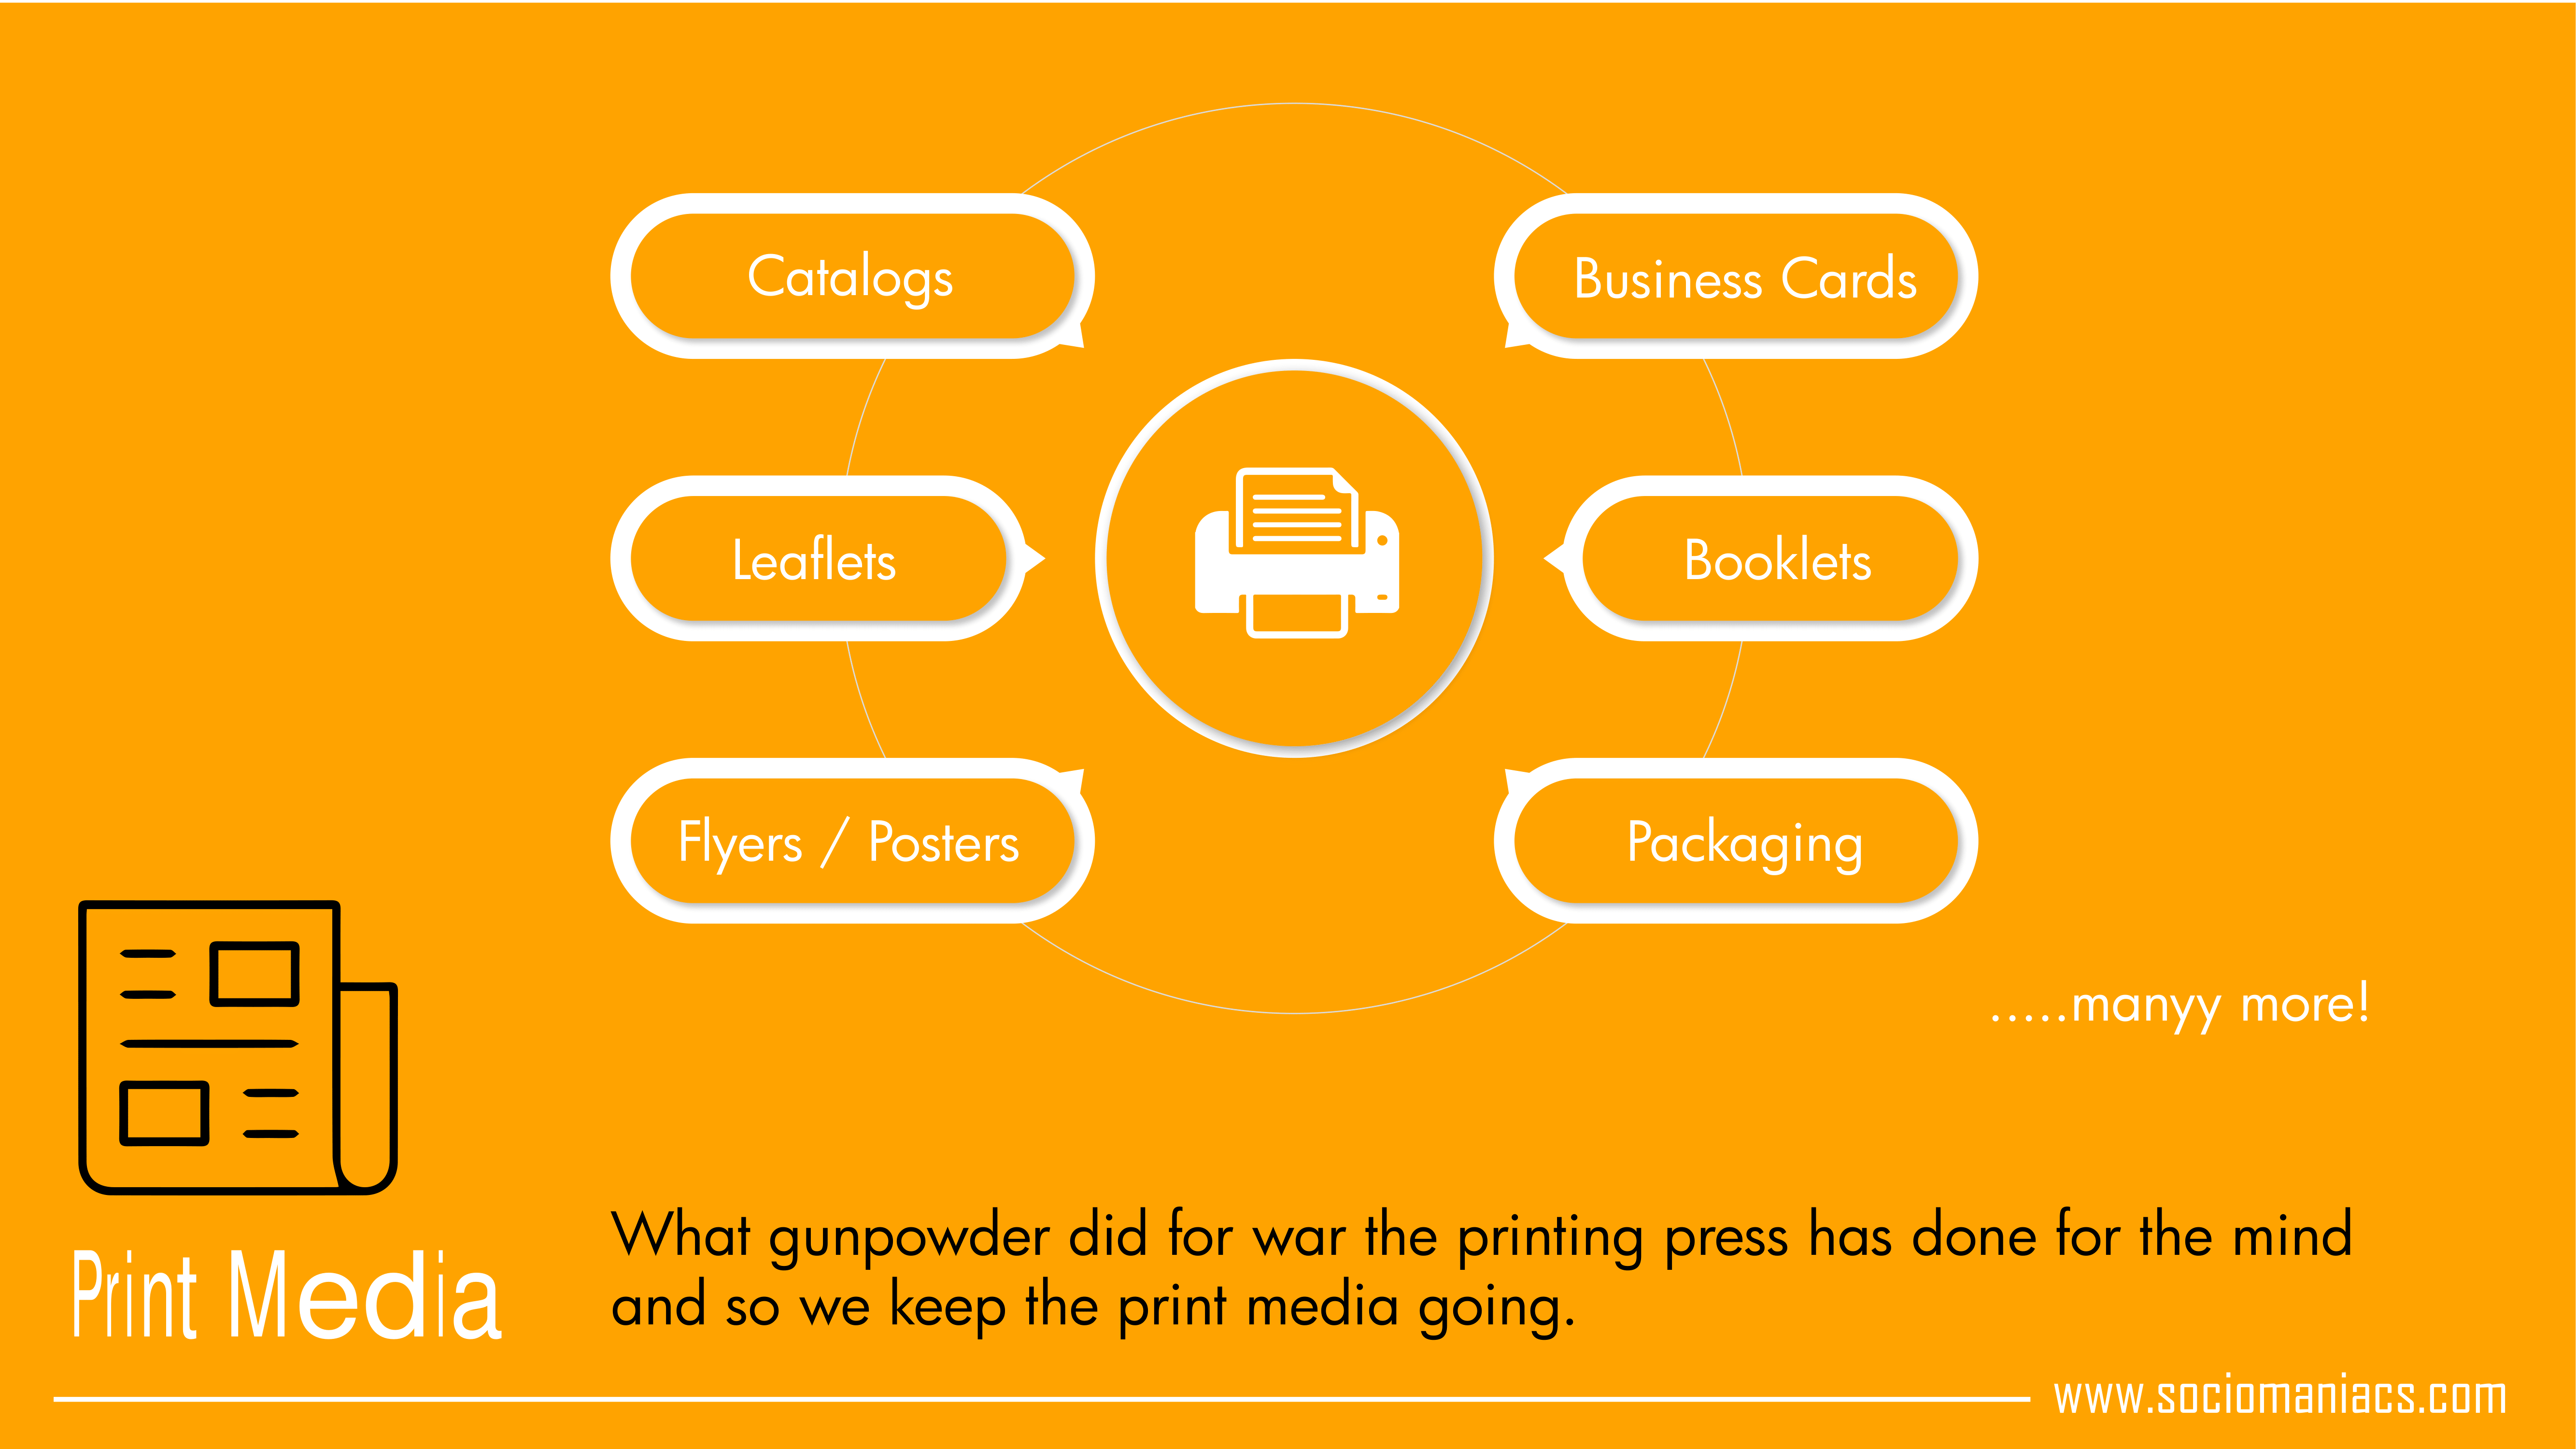 Catalogs
Business Cards
Leaflets
Booklets
Flyers / Posters
Packaging
.....manyy more!
Print Media
What gunpowder did for war the printing press has done for the mind
and so we keep the print media going.
www.sociomaniacs.com